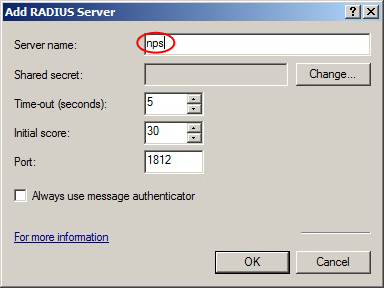 Add RADIUS Server
Server name: nps
Shared secret: Change...
Time-out (seconds): 5
Initial score: 30
Port: 1812
Always use message authenticator
For more information
OK Cancel